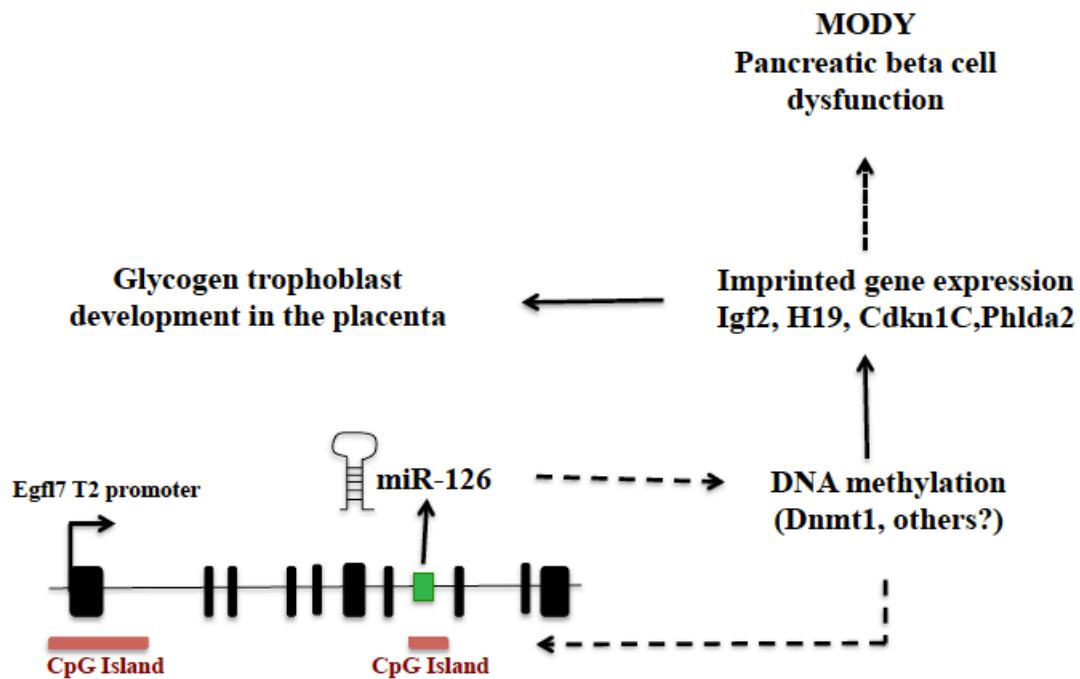 MODY
Pancreatic beta cell
dysfunction
Glycogen trophoblast
development in the placenta
Imprinted gene expression
Igf2, H19, Cdkn1C,Phlda2
miR-126
Egfl7 T2 promoter
DNA methylation
(Dnmt1, others?)
CpG Island
CpG Island